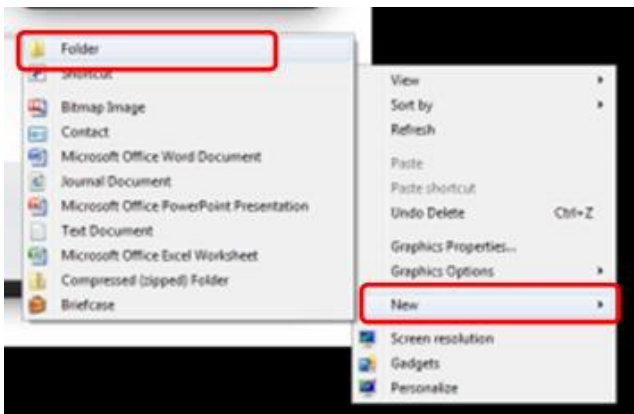 Folder
Shortcut
Bitmap Image
Contact
Microsoft Office Word Document
Journal Document
Microsoft Office PowerPoint Presentation
Text Document
Microsoft Office Excel Worksheet
Compressed (zipped) Folder
Briefcase
View
Sort by
Refresh
Paste
Paste shortcut
Undo Delete Ctrl+Z
Graphics Properties...
Graphics Options
New
Screen resolution
Gadgets
Personalize